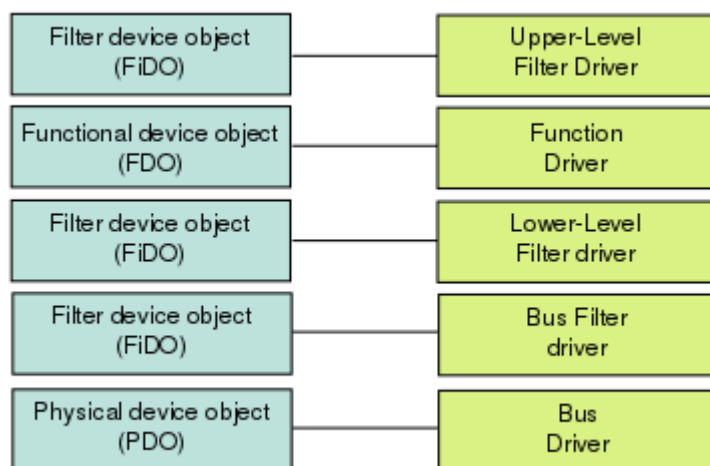 Filter device object
(FiDO)
Upper-Level
Filter Driver
Functional device object
(FDO)
Function
Driver
Filter device object
(FiDO)
Lower-Level
Filter driver
Filter device object
(FiDO)
Bus Filter
driver
Physical device object
(PDO)
Bus
Driver